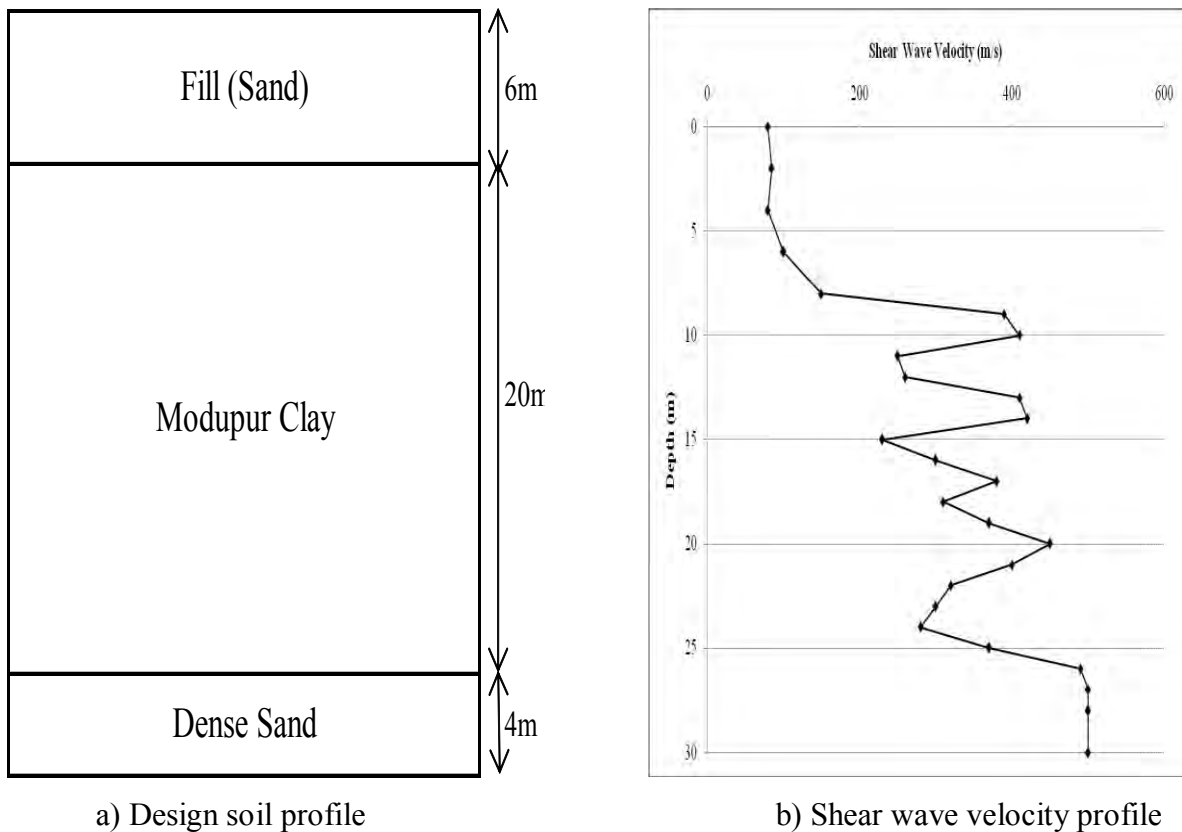 Fill (Sand)
6m
Modupur Clay
20m
Dense Sand
4m
a) Design soil profile
Shear Wave Velocity (m/s)
0 200 400 600
0
5
10
15
20
25
30
Depth (m)
b) Shear wave velocity profile